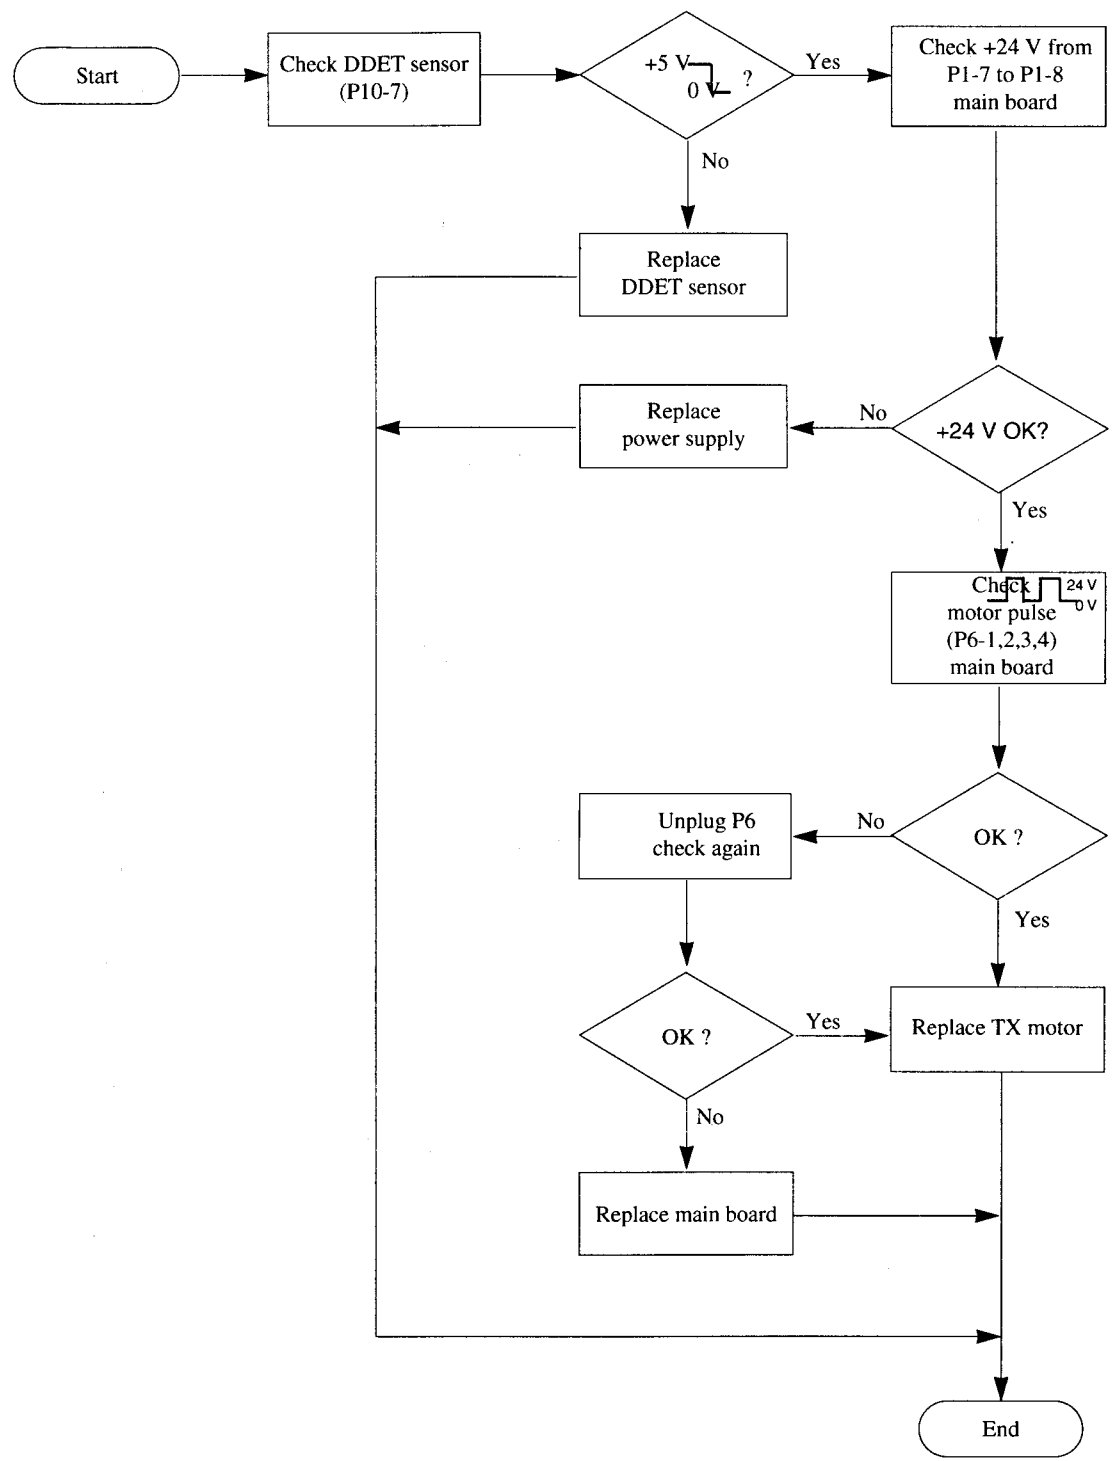 Start
Check DDET sensor
(P10-7)
+5 V
0 V
?
Yes
Check +24 V from
P1-7 to P1-8
main board
No
Replace
DDET sensor
Replace
power supply
No
+24 V OK?
Yes
Check
24 V
0 V
motor pulse
(P6-1,2,3,4)
main board
Unplug P6
check again
No
OK ?
Yes
OK ?
Yes
Replace TX motor
No
Replace main board
End